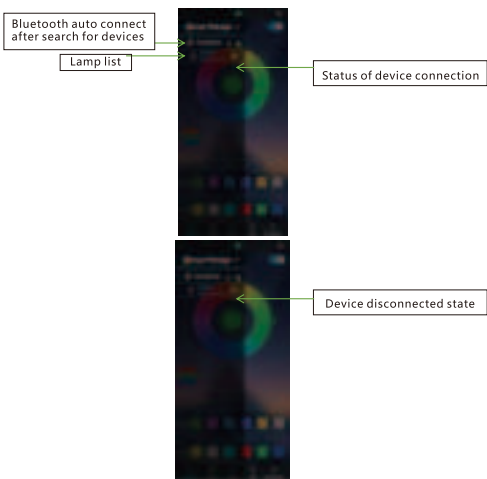 Bluetooth auto connect
after search for devices
Lamp list
Status of device connection
Device disconnected state